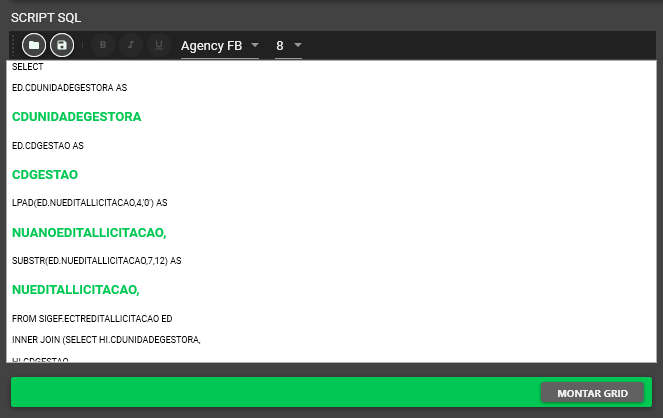 SCRIPT SQL
B I U Agency FB 8
SELECT
ED.CDUNIDADEGESTORA AS
CDUNIDADEGESTORA
ED.CDGESTAO AS
CDGESTAO
LPAD(ED.NUEDITALLICITACAO,4,'0') AS
NUANOEDITALLICITACAO,
SUBSTR(ED.NUEDITALLICITACAO,7,12) AS
NUEDITALLICITACAO,
FROM SIGEF.ECTREDITALLICITACAO ED
INNER JOIN (SELECT HI.CDUNIDADEGESTORA,
HI.CDGESTAO
MONTAR GRID